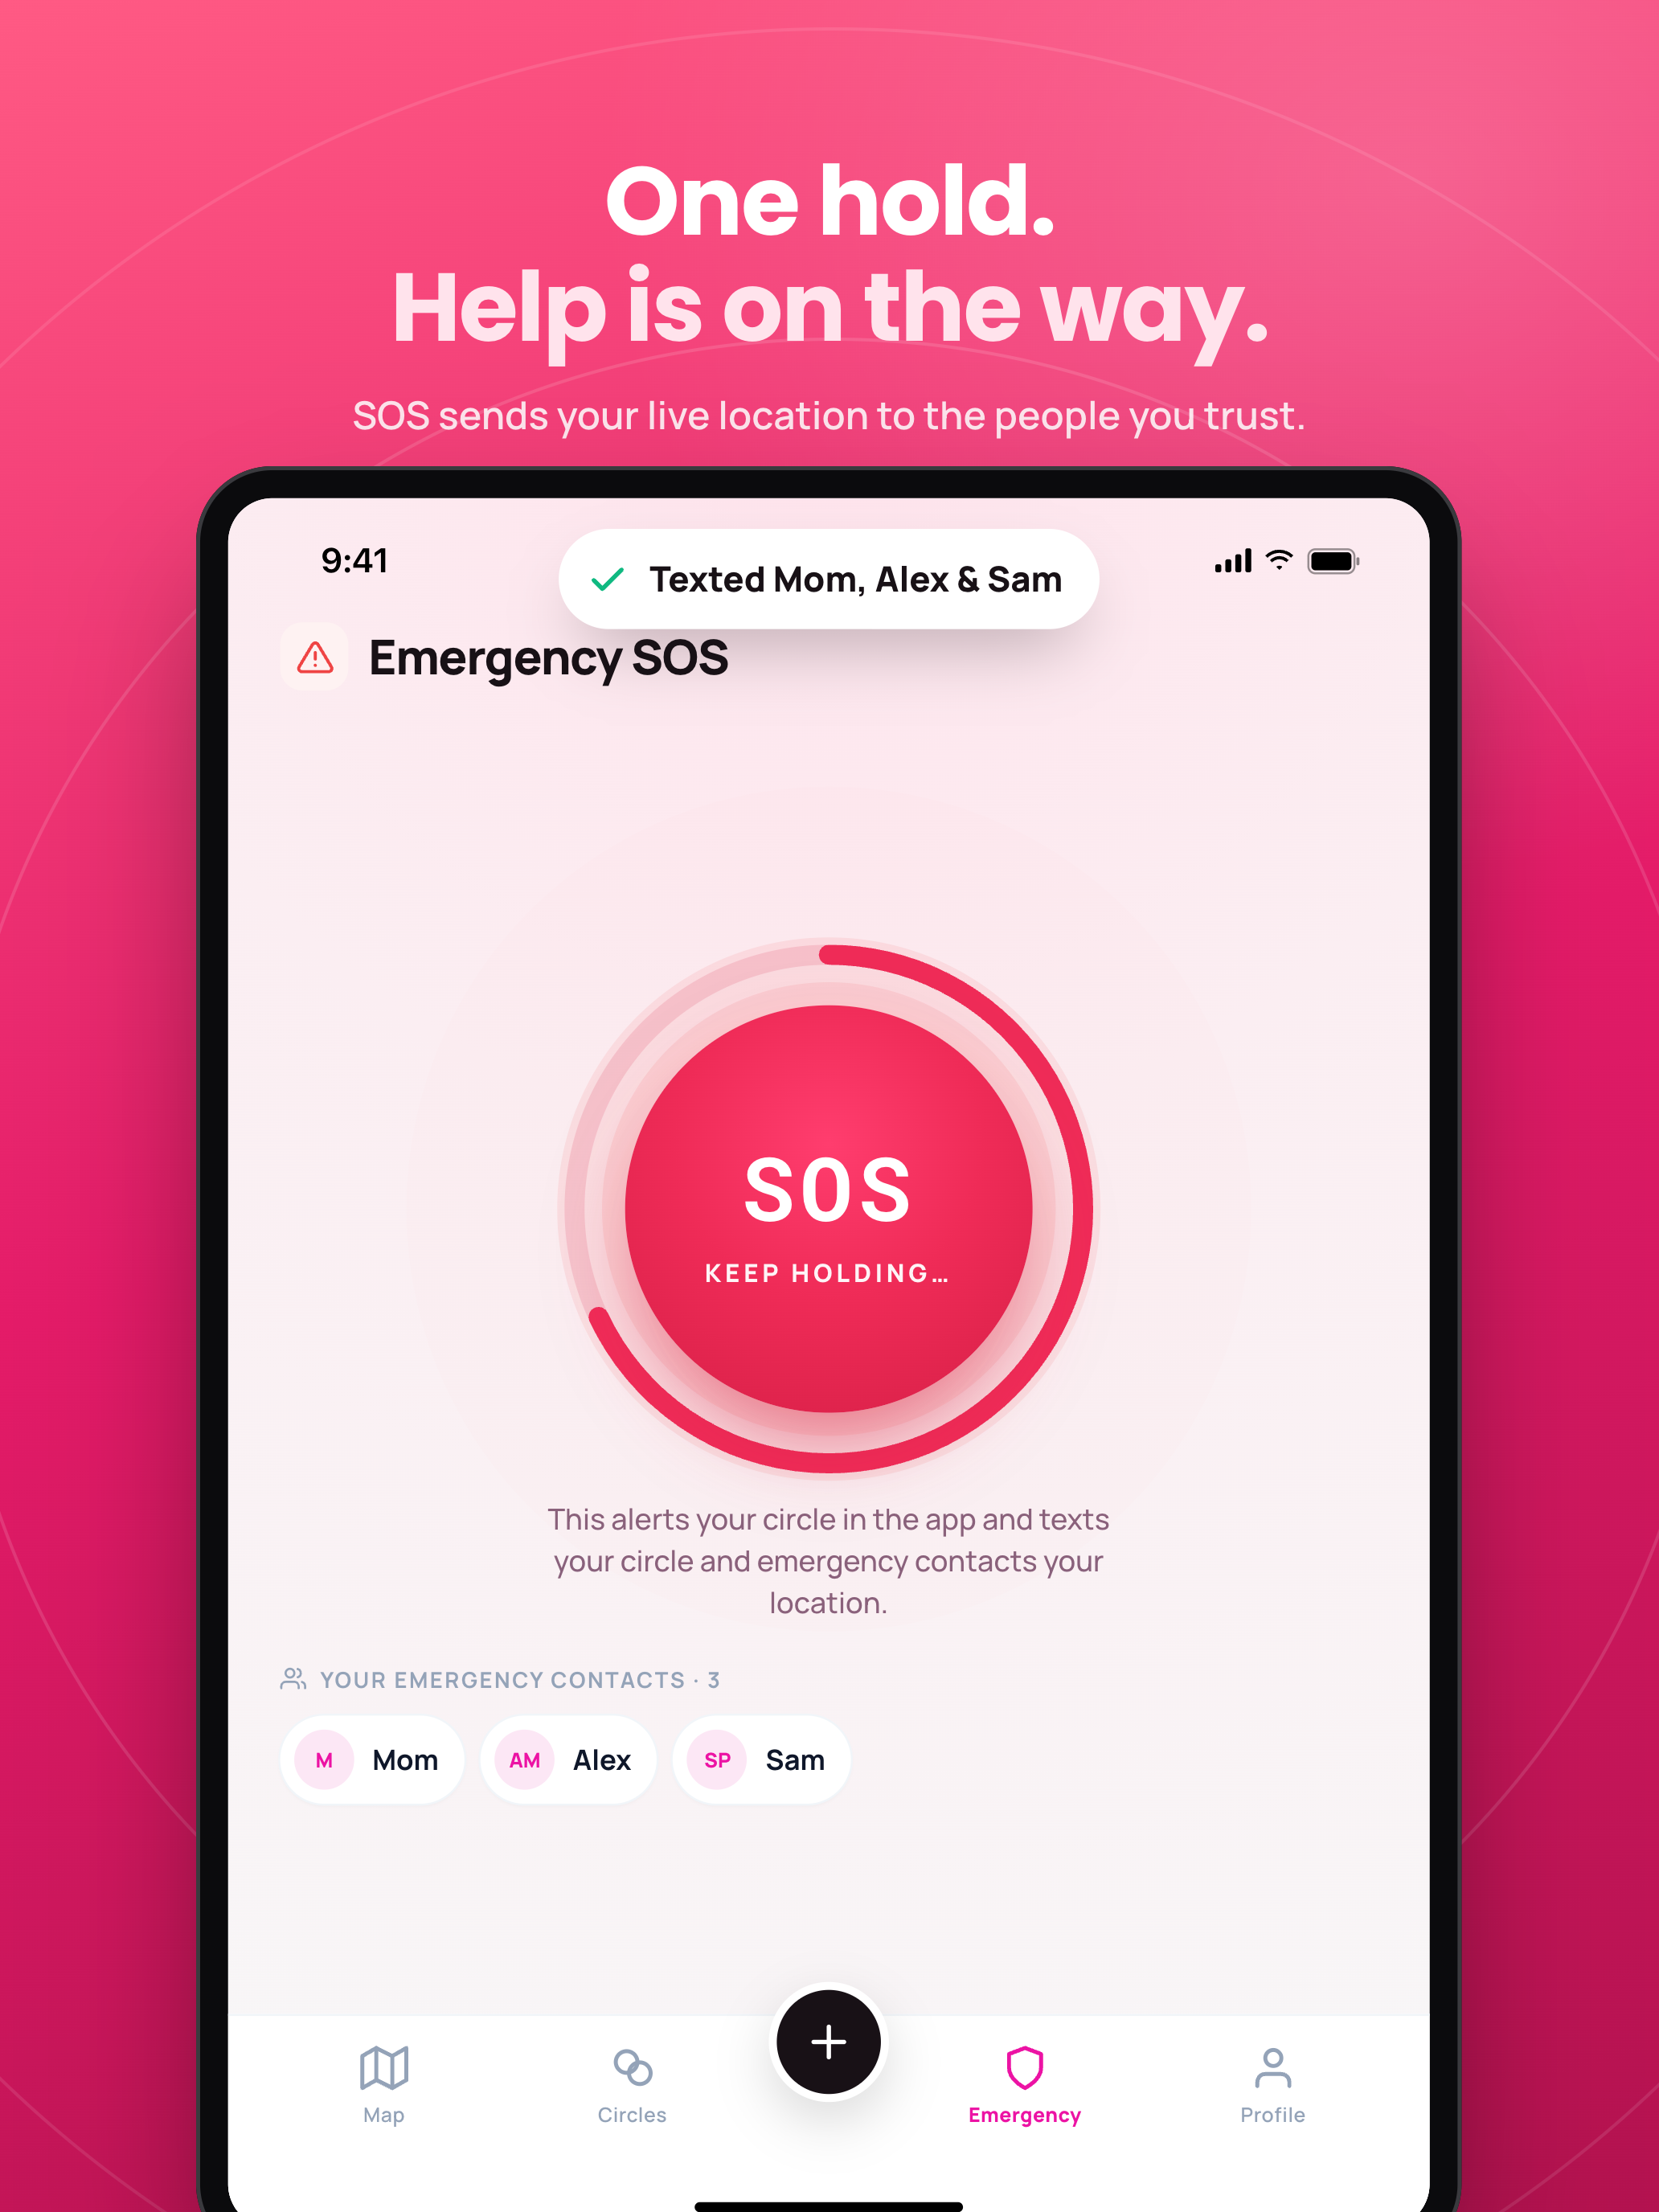 One hold.
Help is on the way.
SOS sends your live location to the people you trust.
9:41
Texted Mom, Alex & Sam
Emergency SOS
SOS
KEEP HOLDING…
This alerts your circle in the app and texts
your circle and emergency contacts your
location.
YOUR EMERGENCY CONTACTS · 3
M Mom AM Alex SP Sam
Map Circles Emergency Profile